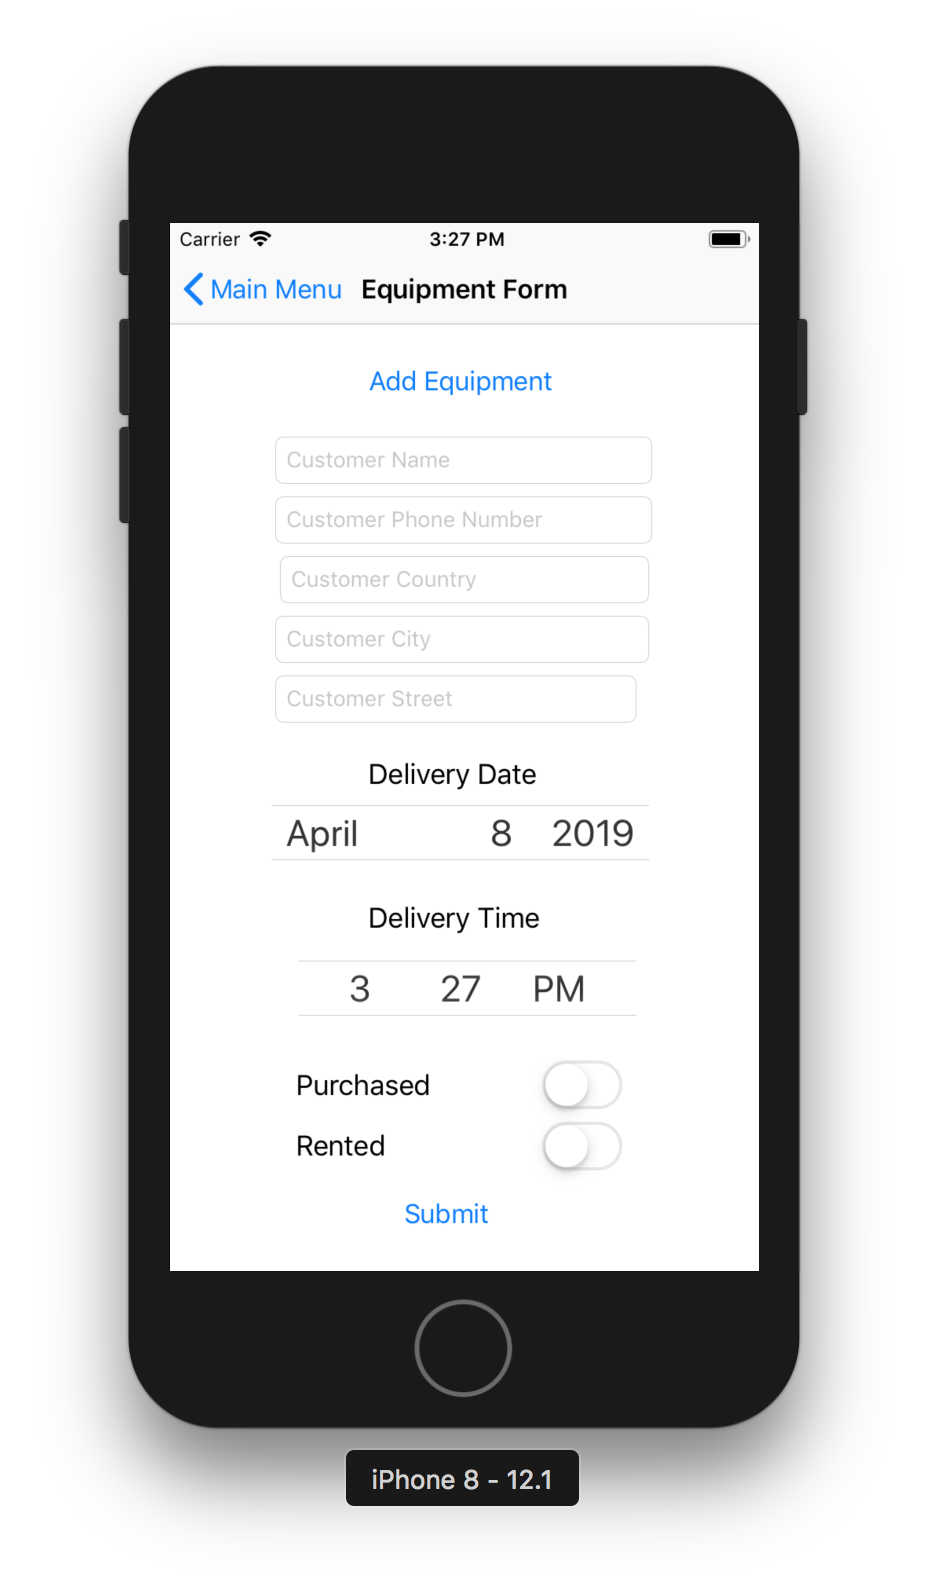 Carrier 3:27 PM
Main Menu Equipment Form
Add Equipment
Customer Name
Customer Phone Number
Customer Country
Customer City
Customer Street
Delivery Date
April 8 2019
Delivery Time
3 27 PM
Purchased
Rented
Submit
iPhone 8 - 12.1